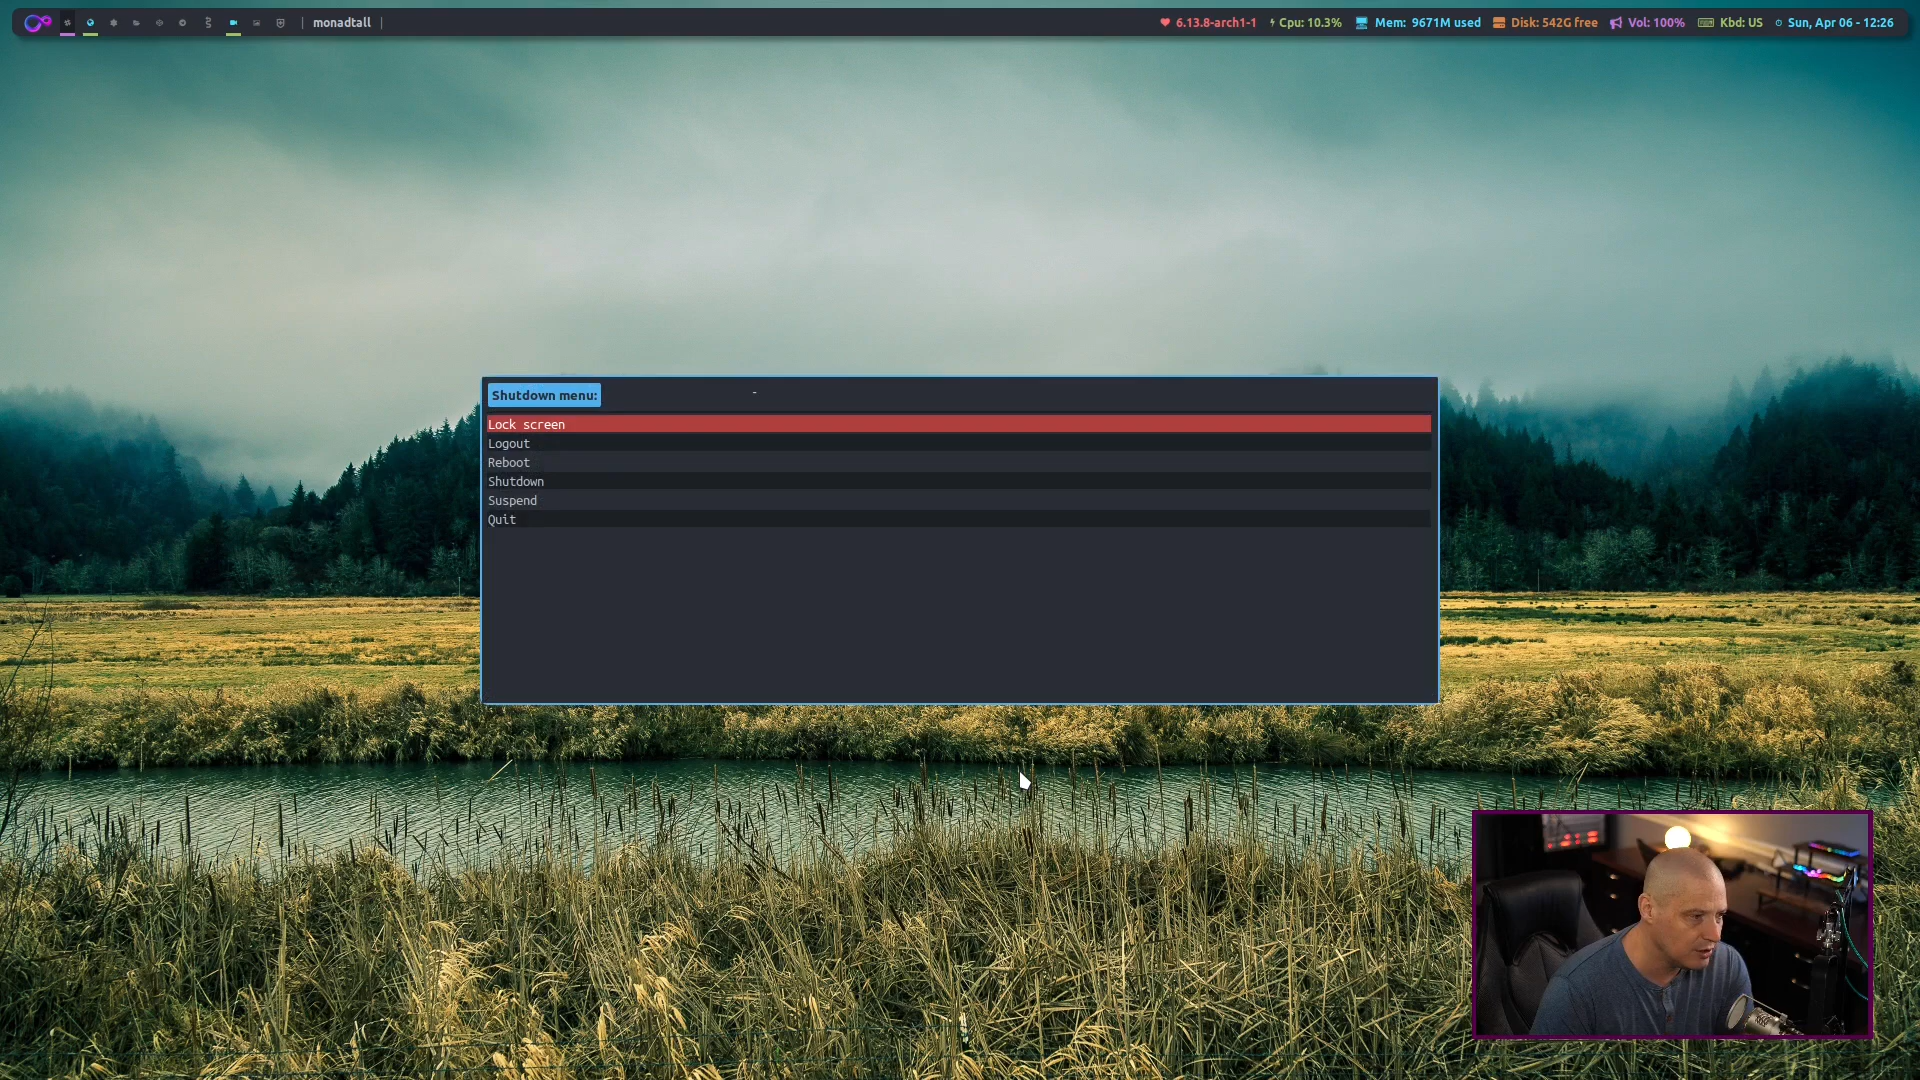 | monadtall |
6.13.8-arch1-1 Cpu: 10.3% Mem: 9671M used Disk: 542G free Vol: 100% Kbd: US Sun, Apr 06 - 12:26
Shutdown menu:
Lock screen
Logout
Reboot
Shutdown
Suspend
Quit